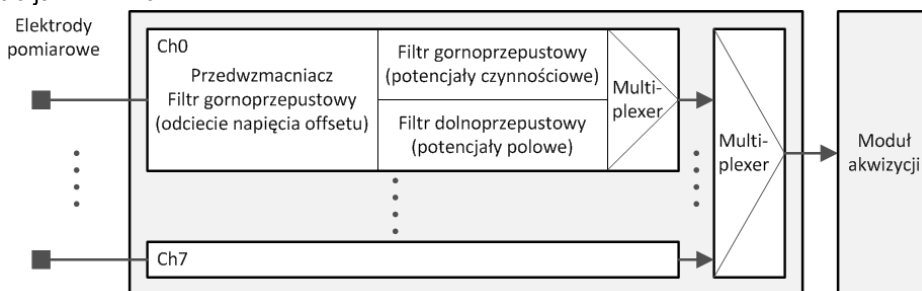 Elektrody
pomiarowe
Ch0
Przedwzmacniacz
Filtr gornoprzepustowy
(odciecie napięcia offsetu)
Filtr gornoprzepustowy
(potencjały czynnościowe)
Filtr dolnoprzepustowy
(potencjały polowe)
Multi-
plexer
Multi-
plexer
Moduł
akwizycji
Ch7